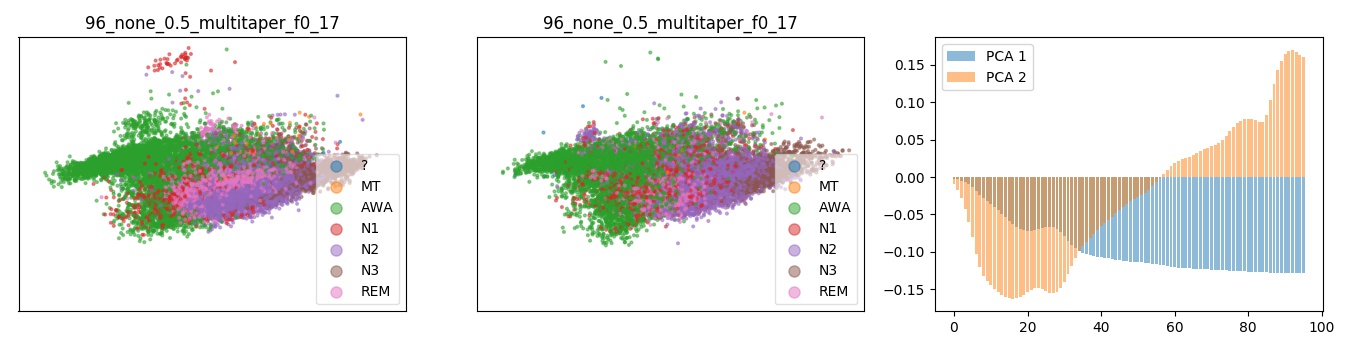 96_none_0.5_multitaper_f0_17
?
MT
AWA
N1
N2
N3
REM
96_none_0.5_multitaper_f0_17
?
MT
AWA
N1
N2
N3
REM
PCA 1
PCA 2
0.15
0.10
0.05
0.00
−0.05
−0.10
−0.15
0 20 40 60 80 100